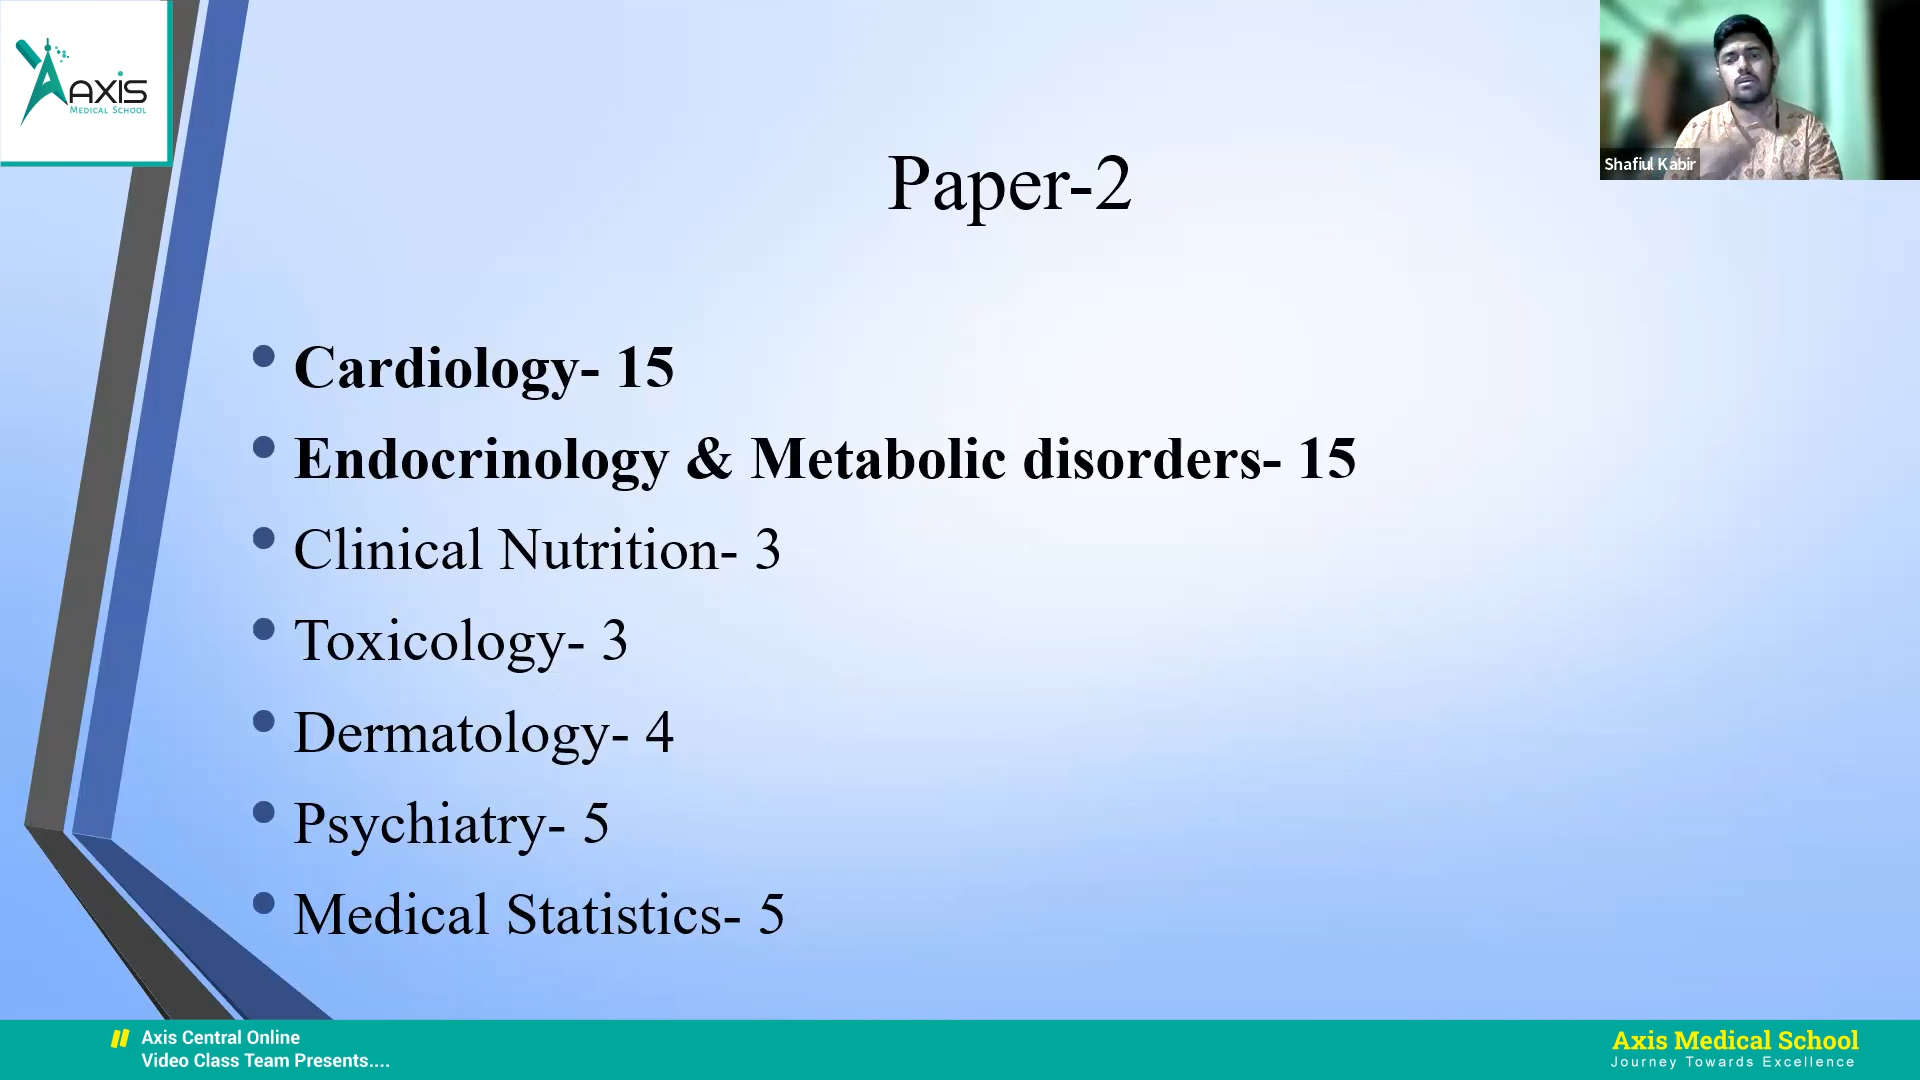 AXIS
MEDICAL SCHOOL
Shafiul Kabir
Paper-2
• Cardiology- 15
• Endocrinology & Metabolic disorders- 15
• Clinical Nutrition- 3
• Toxicology- 3
• Dermatology- 4
• Psychiatry- 5
• Medical Statistics- 5
Axis Central Online
Video Class Team Presents....
Axis Medical School
Journey Towards Excellence